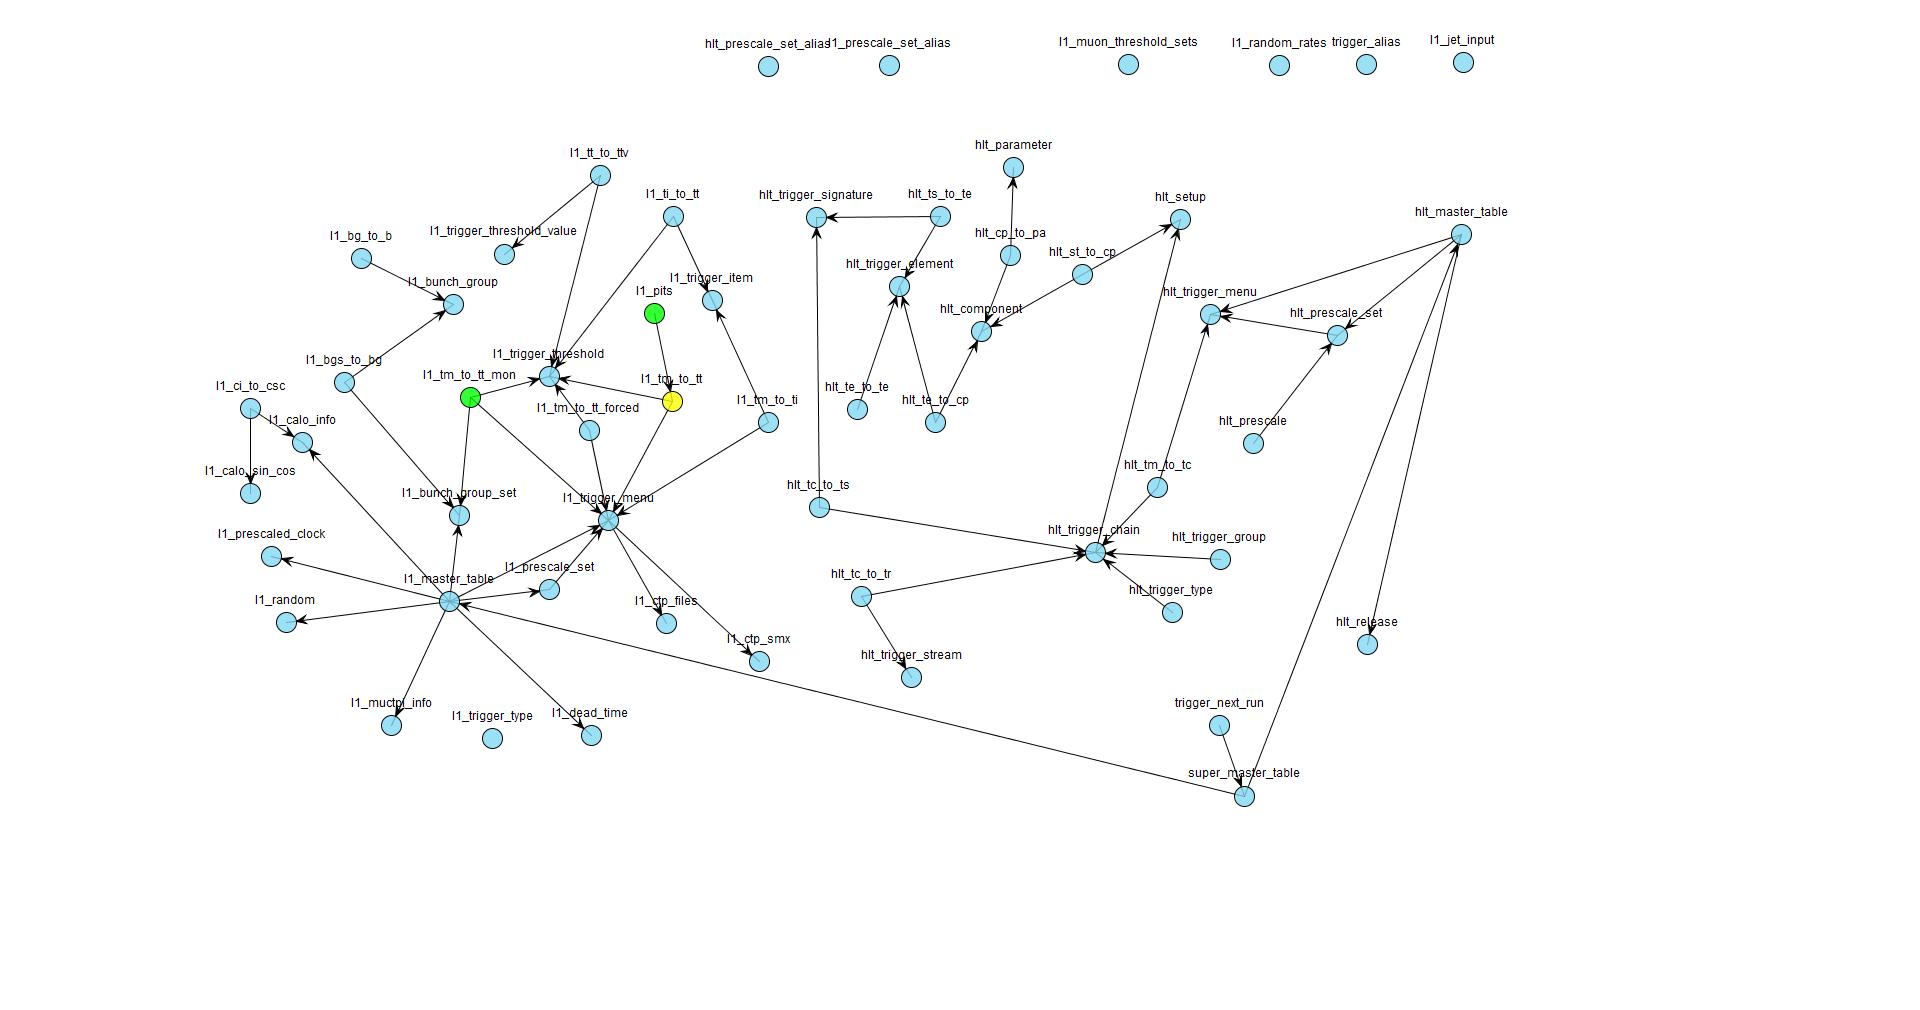 hlt_prescale_set_alias
l1_prescale_set_alias
l1_muon_threshold_sets
l1_random_rates
trigger_alias
l1_jet_input
l1_tt_to_ttv
hlt_parameter
l1_ti_to_tt
hlt_trigger_signature
hlt_ts_to_te
hlt_setup
hlt_master_table
l1_bg_to_b
l1_trigger_threshold_value
hlt_cp_to_pa
hlt_st_to_cp
hlt_trigger_element
l1_bunch_group
l1_trigger_item
l1_pits
hlt_trigger_menu
hlt_component
hlt_prescale_set
l1_bgs_to_bg
l1_trigger_threshold
l1_ci_to_csc
l1_tm_to_tt_mon
l1_tm_to_tt
hlt_te_to_te
l1_calo_info
l1_tm_to_tt_forced
l1_tm_to_ti
hlt_te_to_cp
hlt_prescale
l1_calo_sin_cos
hlt_tm_to_tc
l1_bunch_group_set
l1_trigger_menu
hlt_tc_to_ts
l1_prescaled_clock
hlt_trigger_chain
hlt_trigger_group
l1_master_table
l1_prescale_set
hlt_tc_to_tr
hlt_trigger_type
l1_random
l1_ctp_files
hlt_release
l1_ctp_smx
hlt_trigger_stream
l1_muctpi_info
l1_trigger_type
l1_dead_time
trigger_next_run
super_master_table